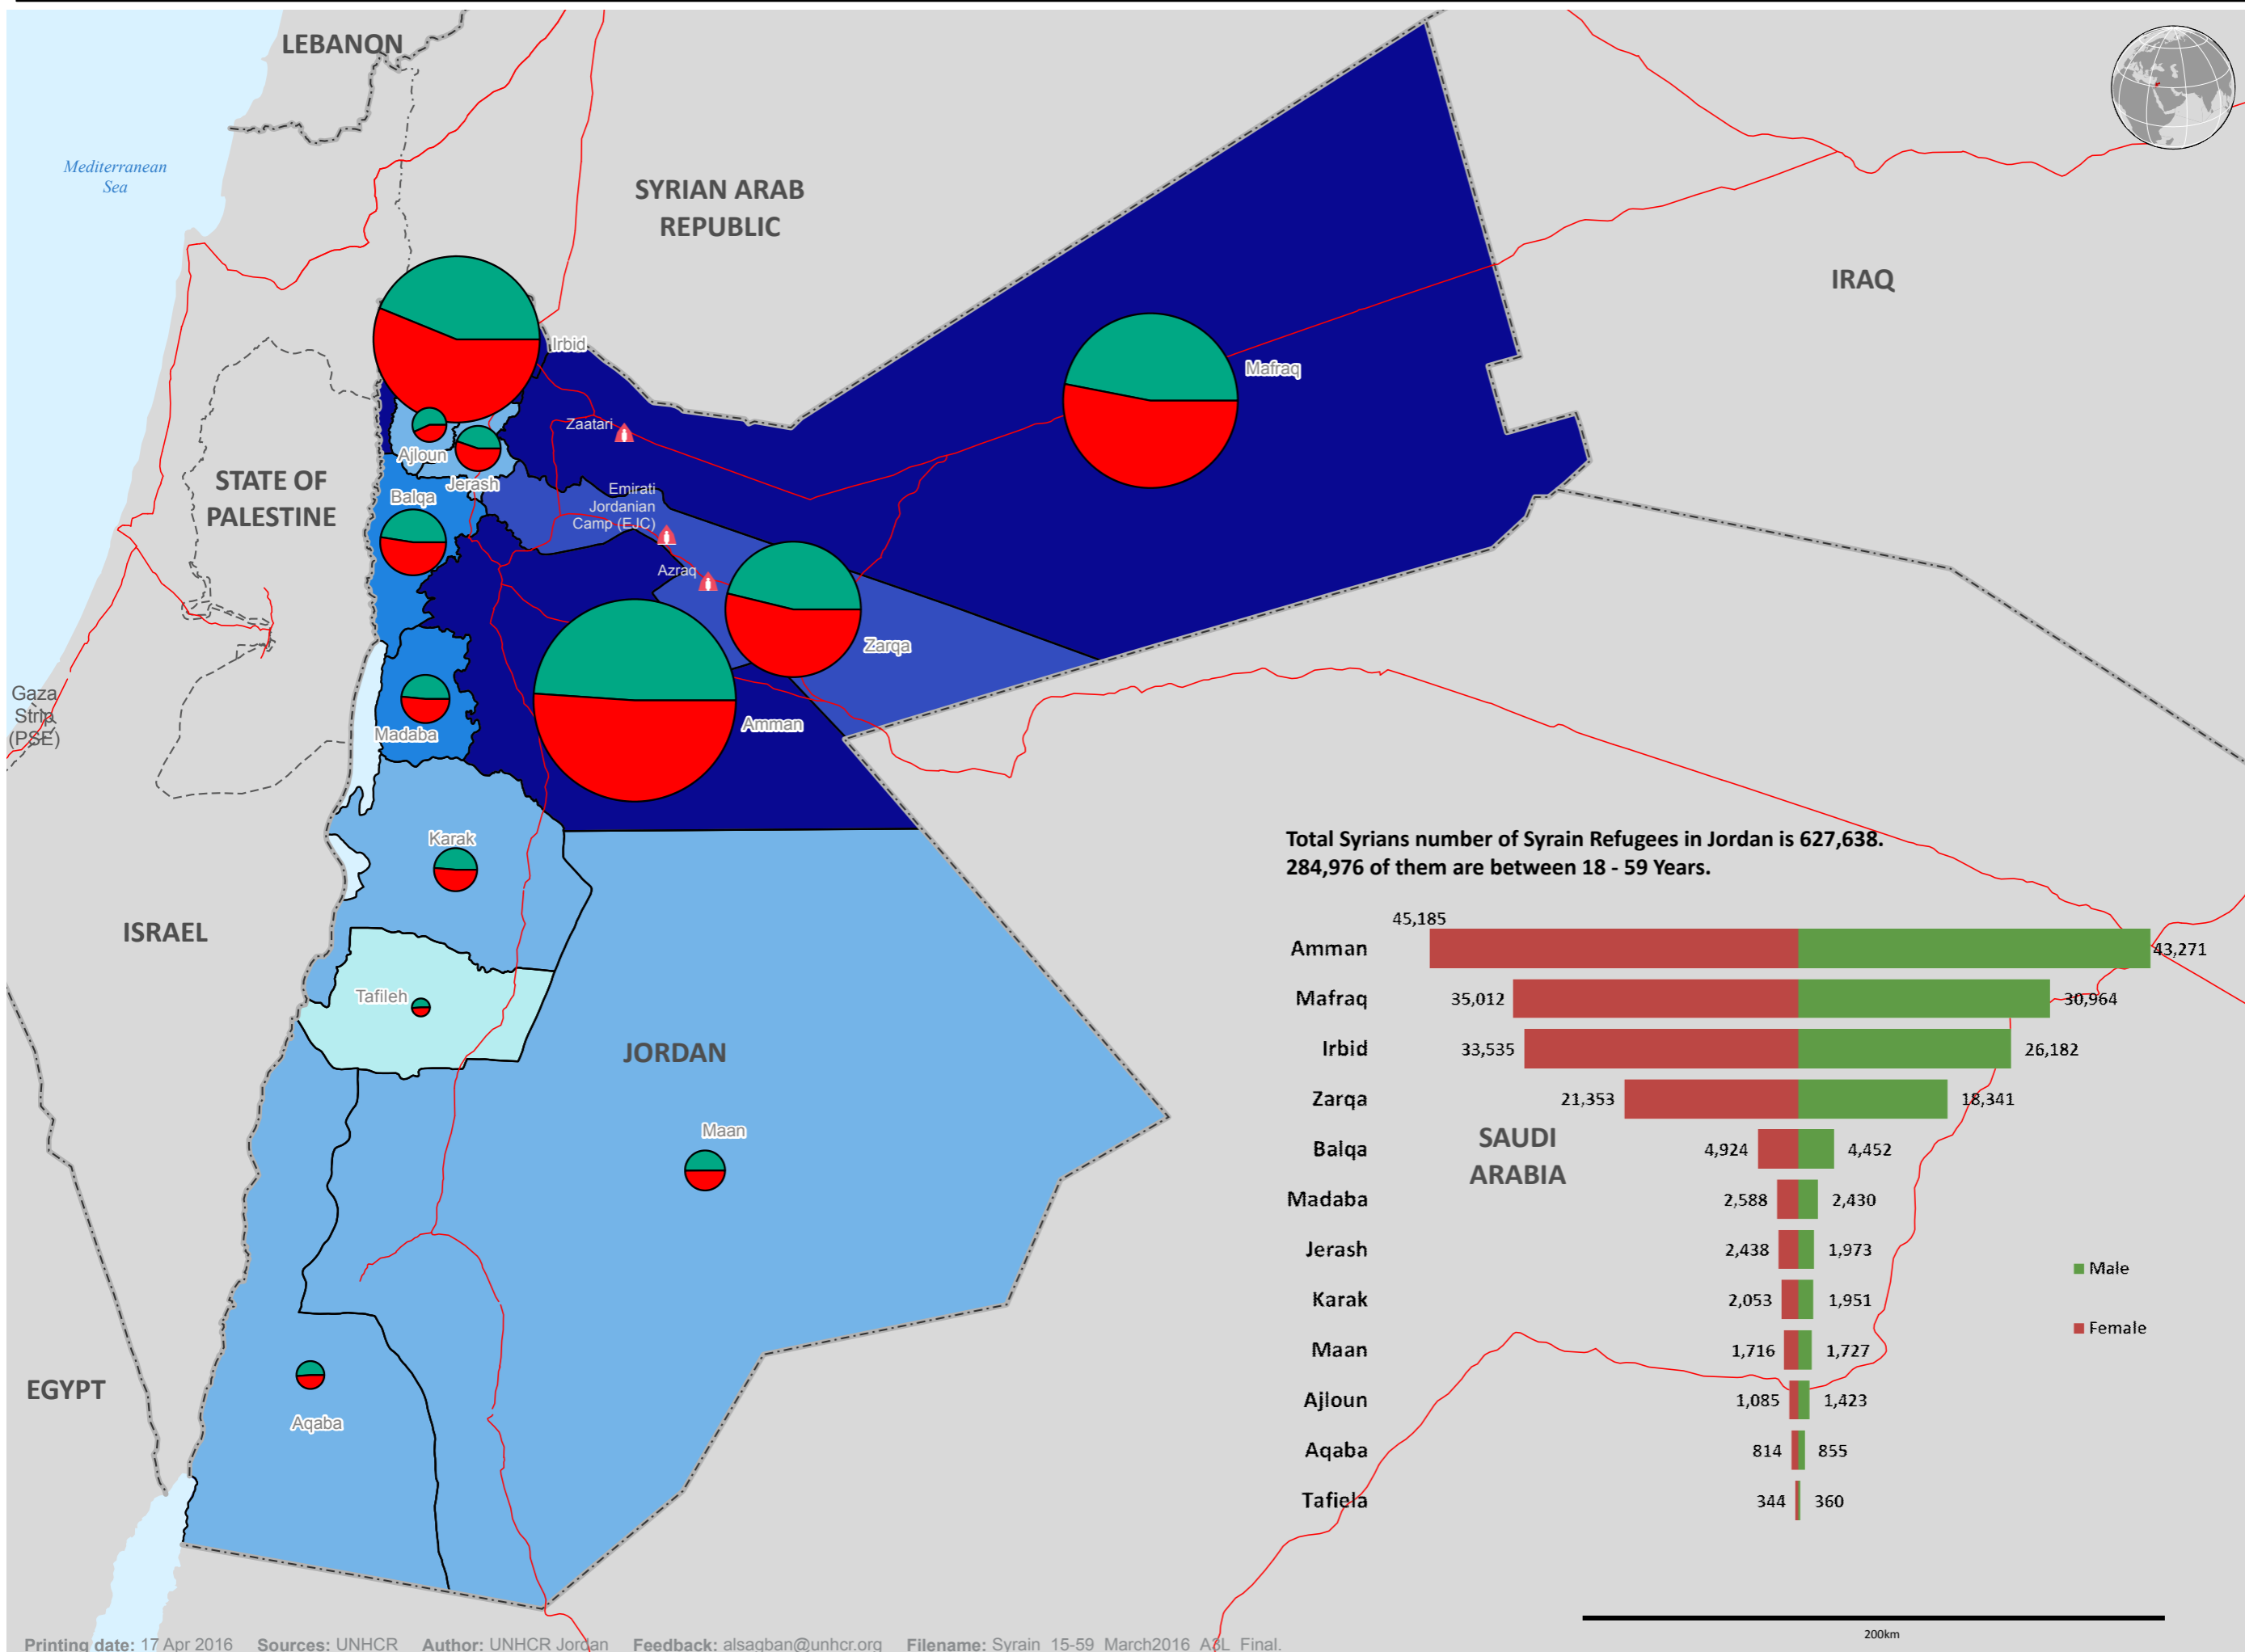 LEBANON
Mediterranean
Sea
SYRIAN ARAB
REPUBLIC
IRAQ
Irbid
Mafraq
Zaatari
Ajloun
Jerash
STATE OF
PALESTINE
Balqa
Emirati
Jordanian
Camp (EJC)
Azraq
Zarqa
Gaza
Strip
(PSE)
Madaba
Amman
Karak
ISRAEL
Tafileh
JORDAN
Maan
EGYPT
Aqaba
SAUDI
ARABIA
Total Syrians number of Syrain Refugees in Jordan is 627,638.
284,976 of them are between 18 - 59 Years.
Amman 45,185 43,271
Mafraq 35,012 30,964
Irbid 33,535 26,182
Zarqa 21,353 18,341
Balqa 4,924 4,452
Madaba 2,588 2,430
Jerash 2,438 1,973
Karak 2,053 1,951
Maan 1,716 1,727
Ajloun 1,085 1,423
Aqaba 814 855
Tafiela 344 360
Male
Female
200km
Printing date: 17 Apr 2016 Sources: UNHCR Author: UNHCR Jordan Feedback: alsaqban@unhcr.org Filename: Syrain_15-59_March2016_A3L_Final.